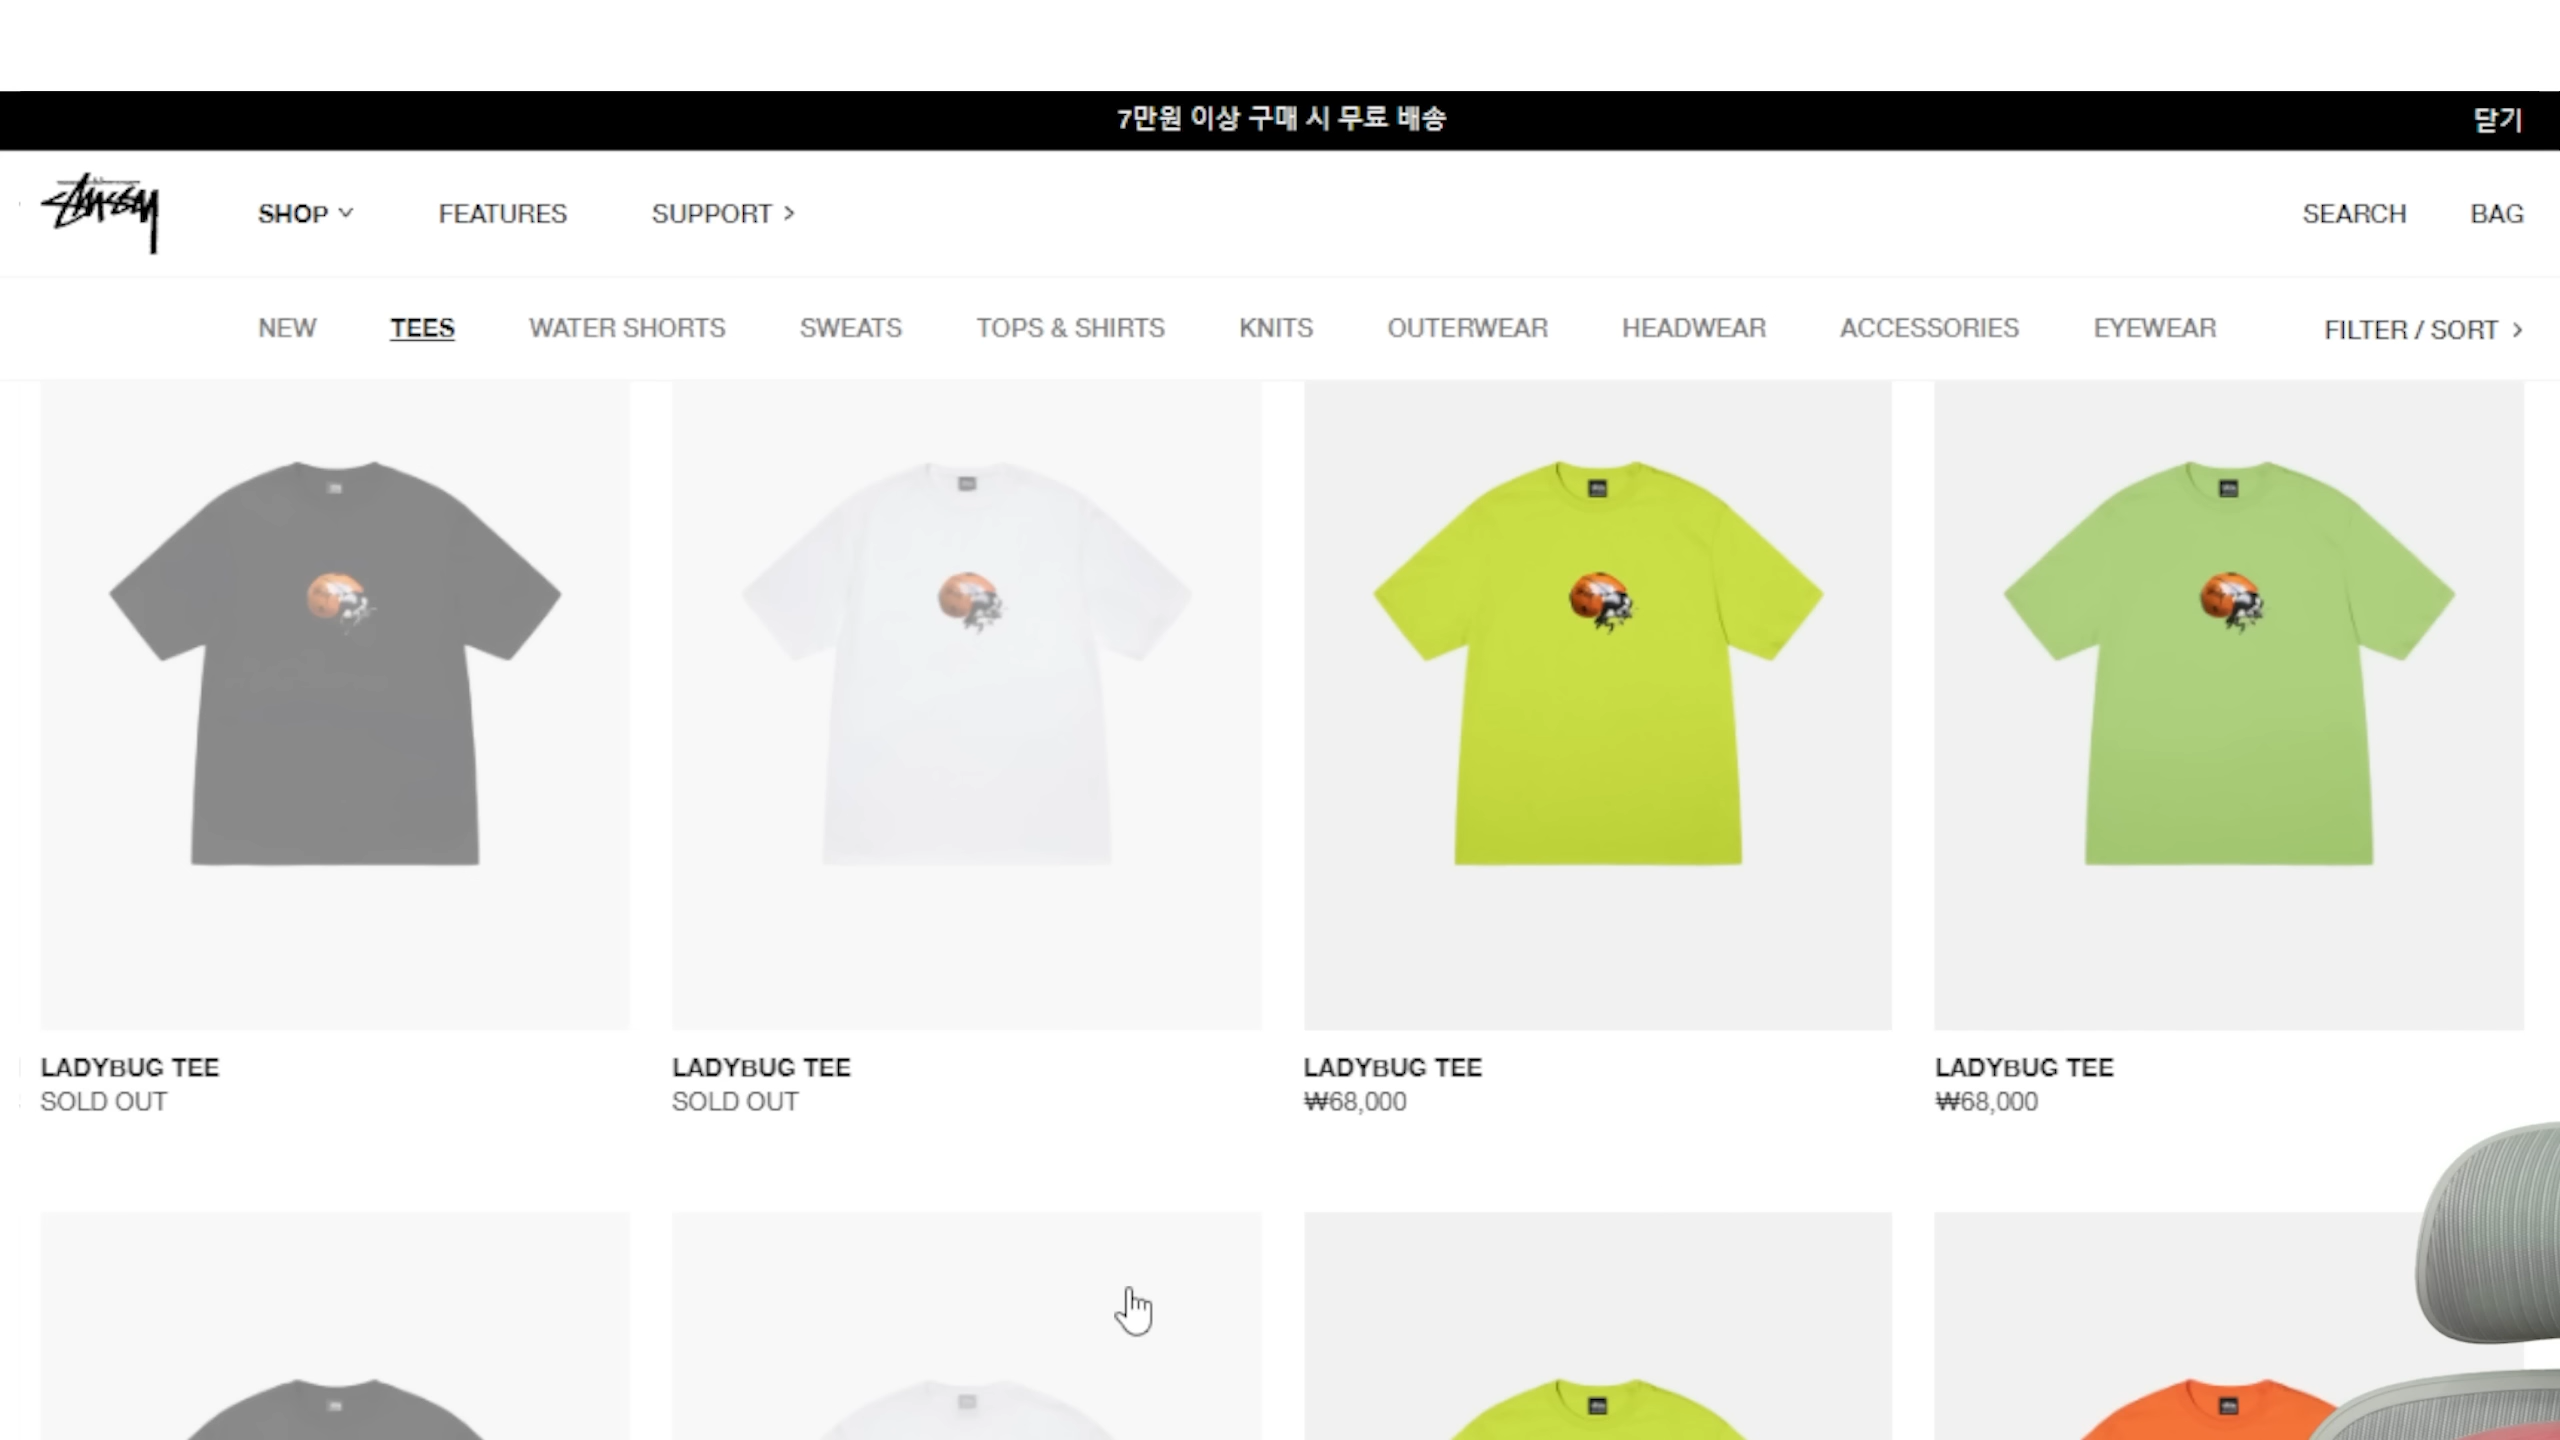 7만원 이상 구매 시 무료 배송
닫기
Stüssy
SHOP
FEATURES
SUPPORT >
SEARCH
BAG
NEW
TEES
WATER SHORTS
SWEATS
TOPS & SHIRTS
KNITS
OUTERWEAR
HEADWEAR
ACCESSORIES
EYEWEAR
FILTER / SORT >
LADYBUG TEE
SOLD OUT
LADYBUG TEE
SOLD OUT
LADYBUG TEE
₩68,000
LADYBUG TEE
₩68,000